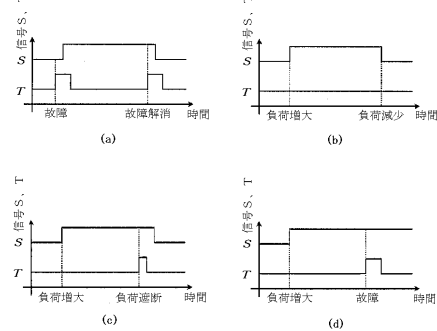 信号S、T
S
T
故障
故障解消
時間
(a)
信号S、T
S
T
負荷増大
負荷減少
時間
(b)
信号S、T
S
T
負荷増大
負荷遮断
時間
(c)
信号S、T
S
T
負荷増大
故障
時間
(d)